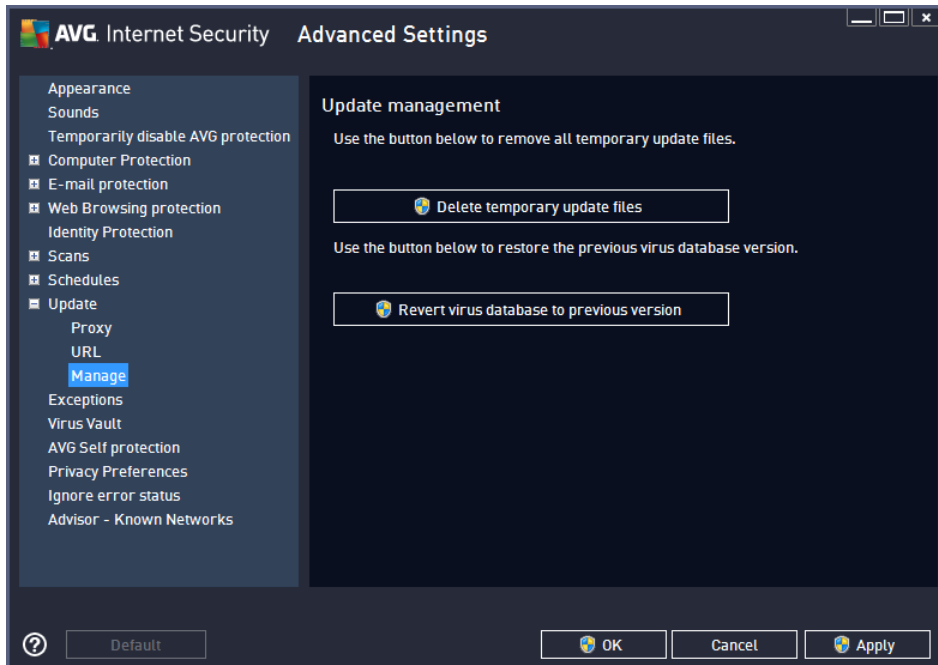 AVG. Internet Security Advanced Settings
Appearance
Sounds
Temporarily disable AVG protection
Computer Protection
E-mail protection
Web Browsing protection
Identity Protection
Scans
Schedules
Update
Proxy
URL
Manage
Exceptions
Virus Vault
AVG Self protection
Privacy Preferences
Ignore error status
Advisor - Known Networks
Update management
Use the button below to remove all temporary update files.
Delete temporary update files
Use the button below to restore the previous virus database version.
Revert virus database to previous version
? Default OK Cancel Apply